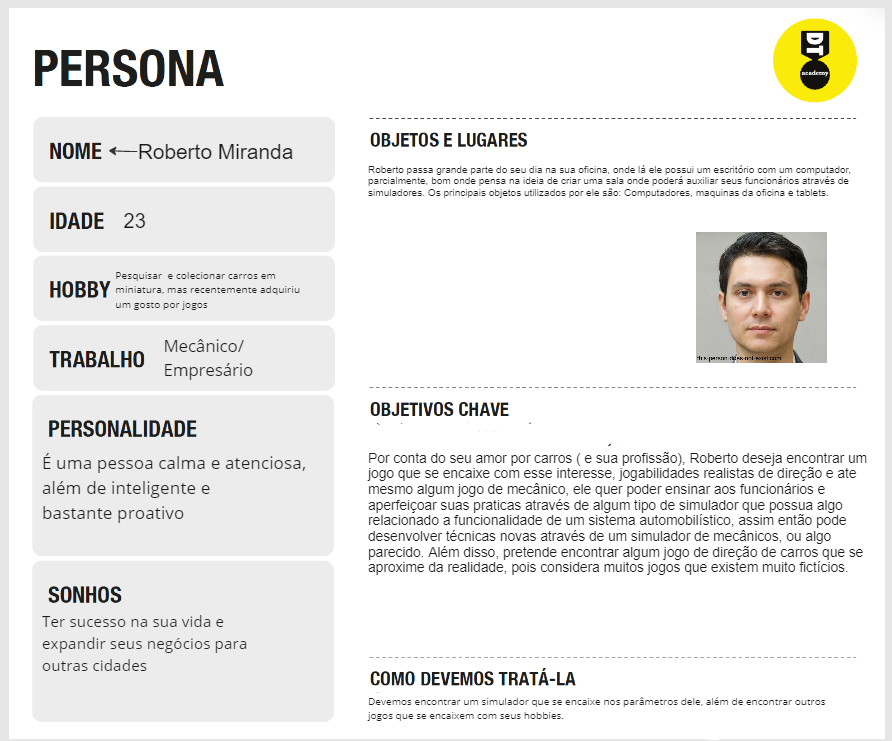 PERSONA
DT
academy
NOME Roberto Miranda
IDADE 23
HOBBY
Pesquisar e colecionar carros em
miniatura, mas recentemente adquiriu
um gosto por jogos
TRABALHO
Mecânico/
Empresário
PERSONALIDADE
É uma pessoa calma e atenciosa,
além de inteligente e
bastante proativo
SONHOS
Ter sucesso na sua vida e
expandir seus negócios para
outras cidades
OBJETOS E LUGARES
Roberto passa grande parte do seu dia na sua oficina, onde lá ele possui um escritório com um computador,
parcialmente, bom onde pensa na ideia de criar uma sala onde poderá auxiliar seus funcionários através de
simuladores. Os principais objetos utilizados por ele são: Computadores, maquinas da oficina e tablets.
this-person-does-not-exist.com
OBJETIVOS CHAVE
Por conta do seu amor por carros ( e sua profissão), Roberto deseja encontrar um
jogo que se encaixe com esse interesse, jogabilidades realistas de direção e ate
mesmo algum jogo de mecânico, ele quer poder ensinar aos funcionários e
aperfeiçoar suas praticas através de algum tipo de simulador que possua algo
relacionado a funcionalidade de um sistema automobilístico, assim então pode
desenvolver técnicas novas através de um simulador de mecânicos, ou algo
parecido. Além disso, pretende encontrar algum jogo de direção de carros que se
aproxime da realidade, pois considera muitos jogos que existem muito fictícios.
COMO DEVEMOS TRATÁ-LA
Devemos encontrar um simulador que se encaixe nos parâmetros dele, além de encontrar outros
jogos que se encaixem com seus hobbies.